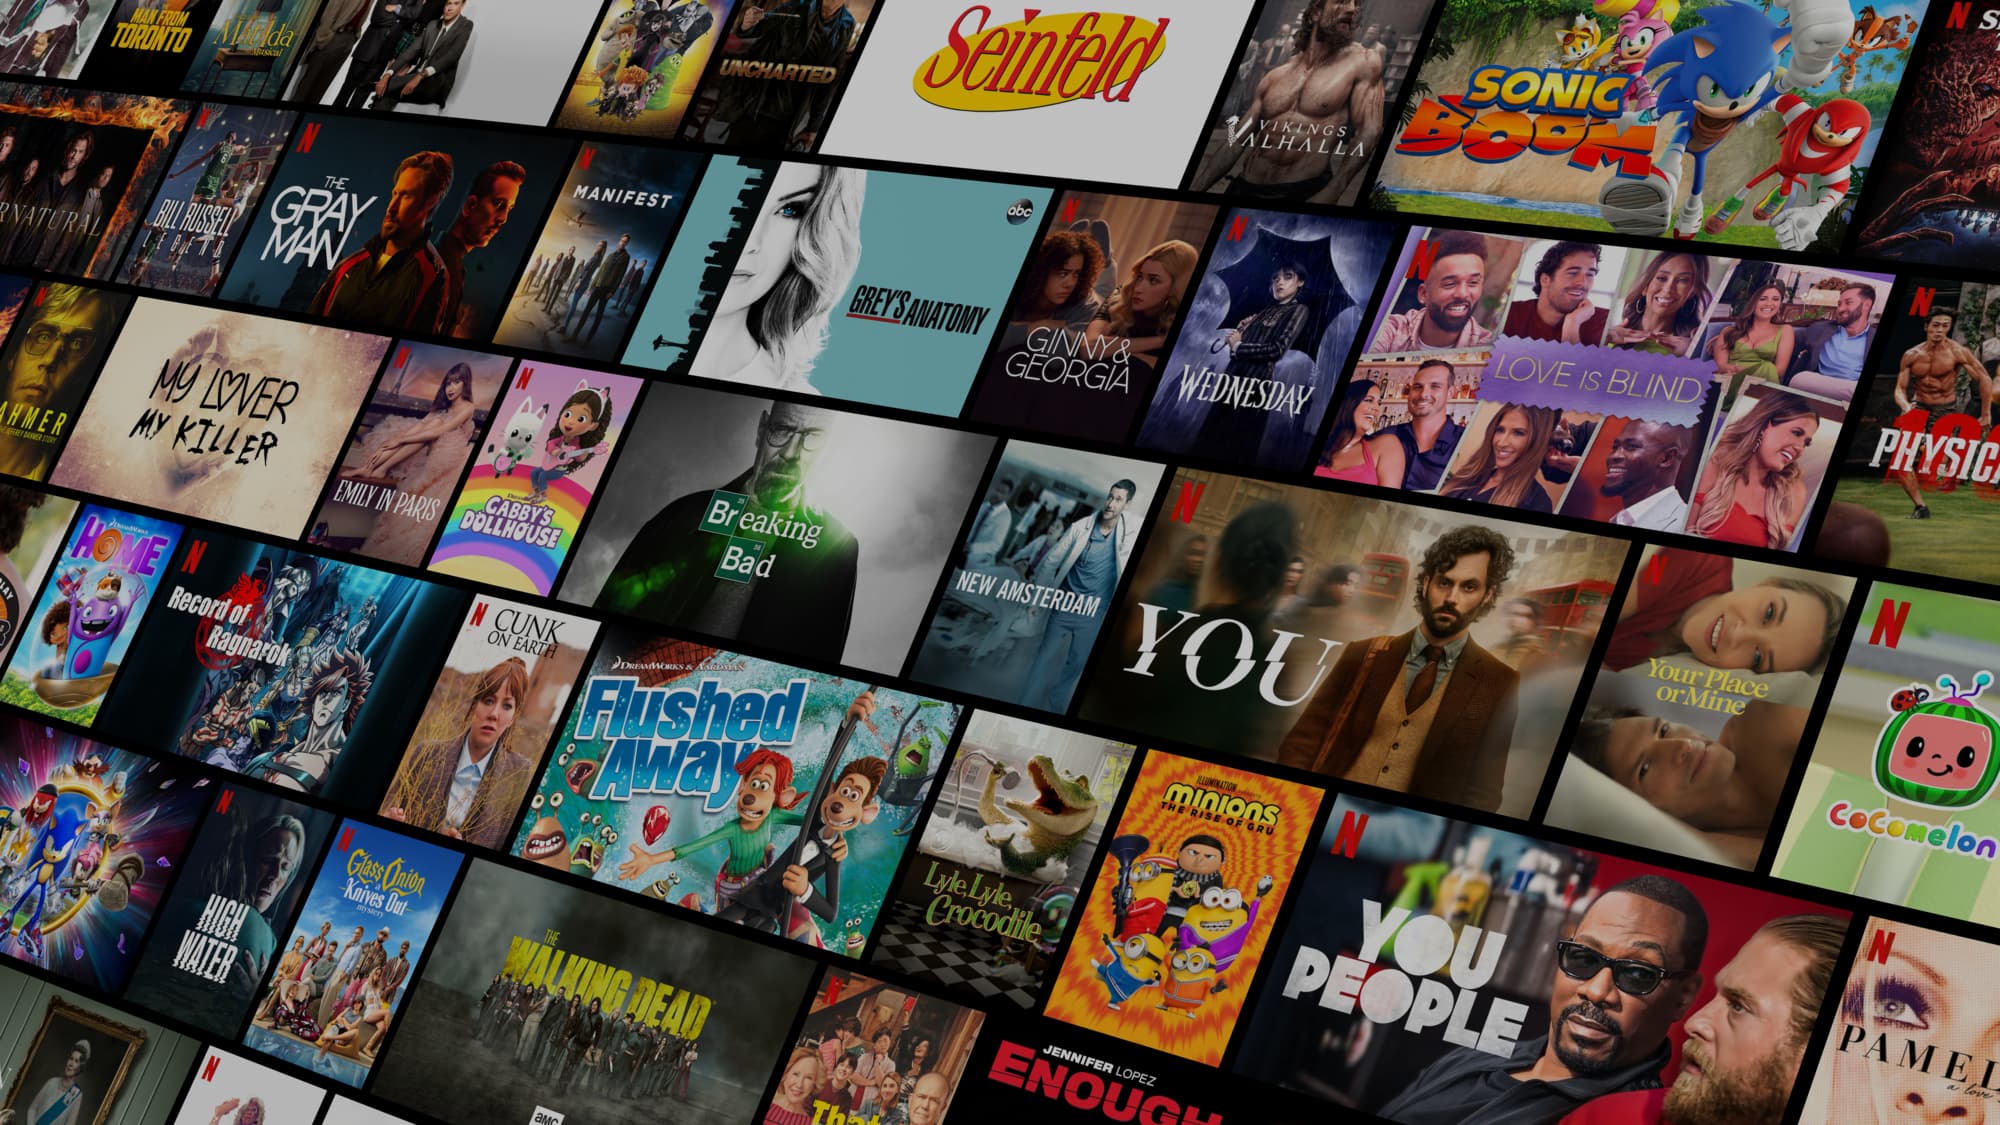 MAN FROM
TORONTO
Matilda
Musical
UNCHARTED
Seinfeld
VIKINGS
VALHALLA
SONIC
BOOM
N
RNATURAL
N
BILL RUSSELL
LEGEND
N
THE
GRAY
MAN
N
MANIFEST
abc
GREY'S ANATOMY
N
GINNY &
GEORGIA
N
WEDNESDAY
N
LOVE IS BLIND
N
100
PHYSICA
N
AHMER
MY LOVER
MY KILLER
N
EMILY IN PARIS
N
GABBY'S
DOLLHOUSE
Breaking
Bad
NEW AMSTERDAM
N
YOU
N
Your Place
or Mine
N
CoComelon
DREAMWORKS
HOME
N
Record of
Ragnarok
N
CUNK
ON EARTH
DREAMWORKS & AARDMAN
Flushed
Away
Lyle, Lyle,
Crocodile
ILLUMINATION
MINIONS
THE RISE OF GRU
N
YOU
PEOPLE
N
PAMEL
a love
N
HIGH
WATER
N
Glass Onion
A
Knives Out
mystery
THE
WALKING DEAD
amc
N
That
JENNIFER LOPEZ
ENOUGH
N